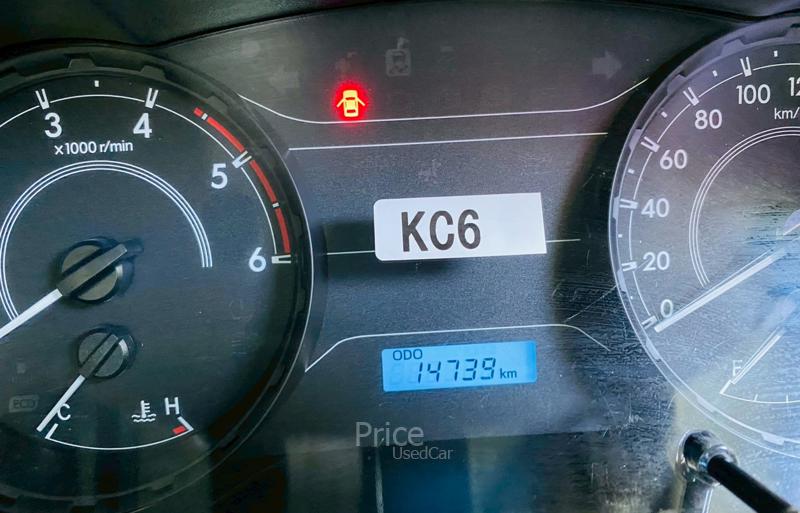 3
4
5
6
x1000 r/min
C
H
ECO
KC6
ODO
14739 km
0
20
40
60
80
100
km/
F
Price
UsedCar